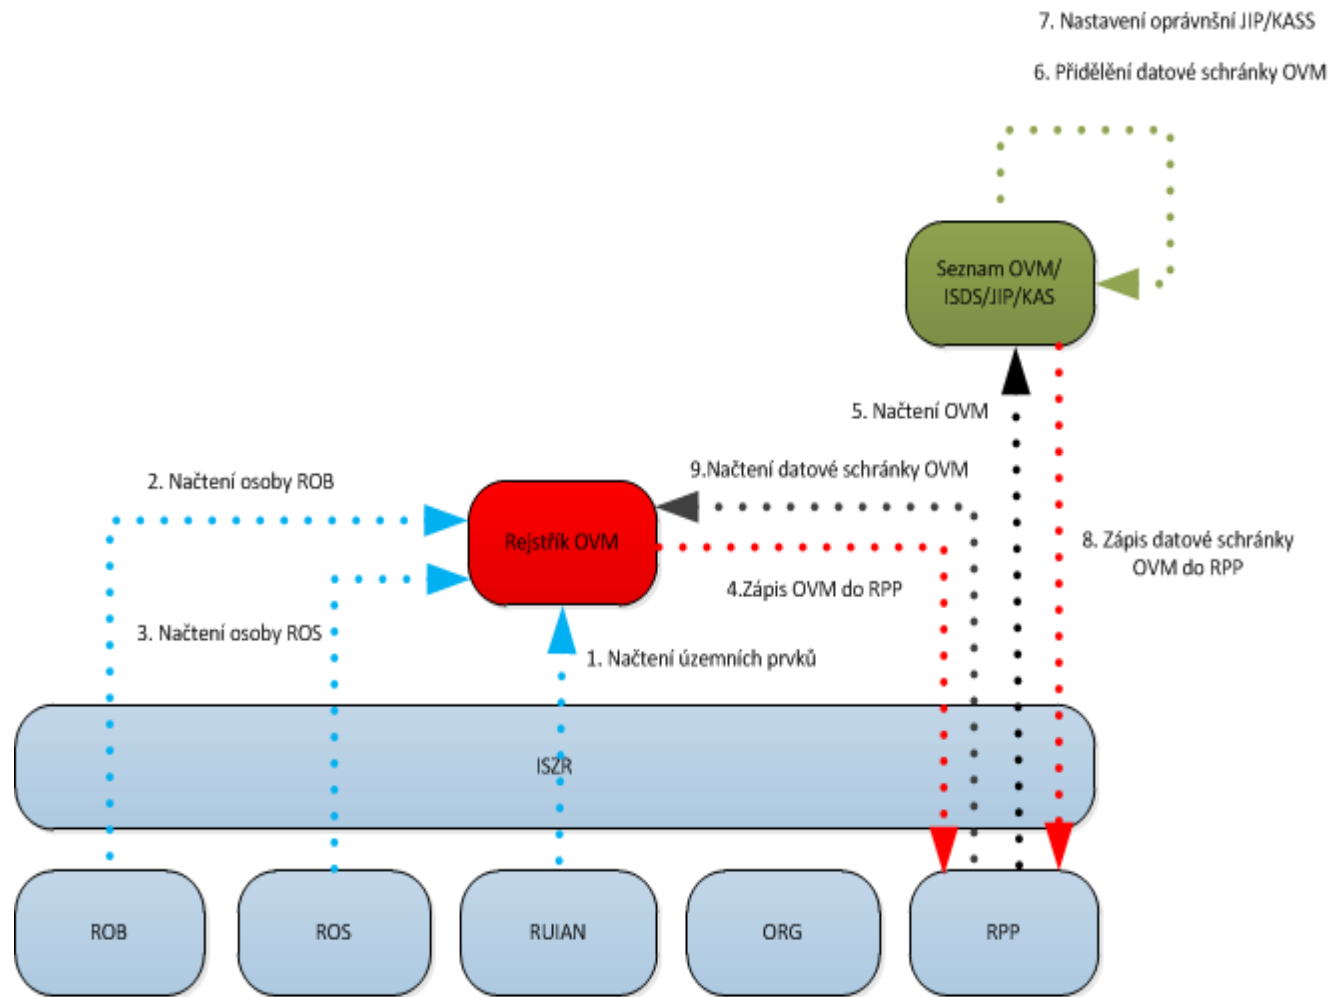 7. Nastavení oprávnšní JIP/KASS
6. Přidělění datové schránky OVM
Seznam OVM/
ISDS/JIP/KAS
5. Načtení OVM
9.Načtení datové schránky OVM
2. Načtení osoby ROB
Rejstřík OVM
8. Zápis datové schránky
OVM do RPP
4.Zápis OVM do RPP
3. Načtení osoby ROS
1. Načtení územních prvků
ISZR
ROB
ROS
RUIAN
ORG
RPP